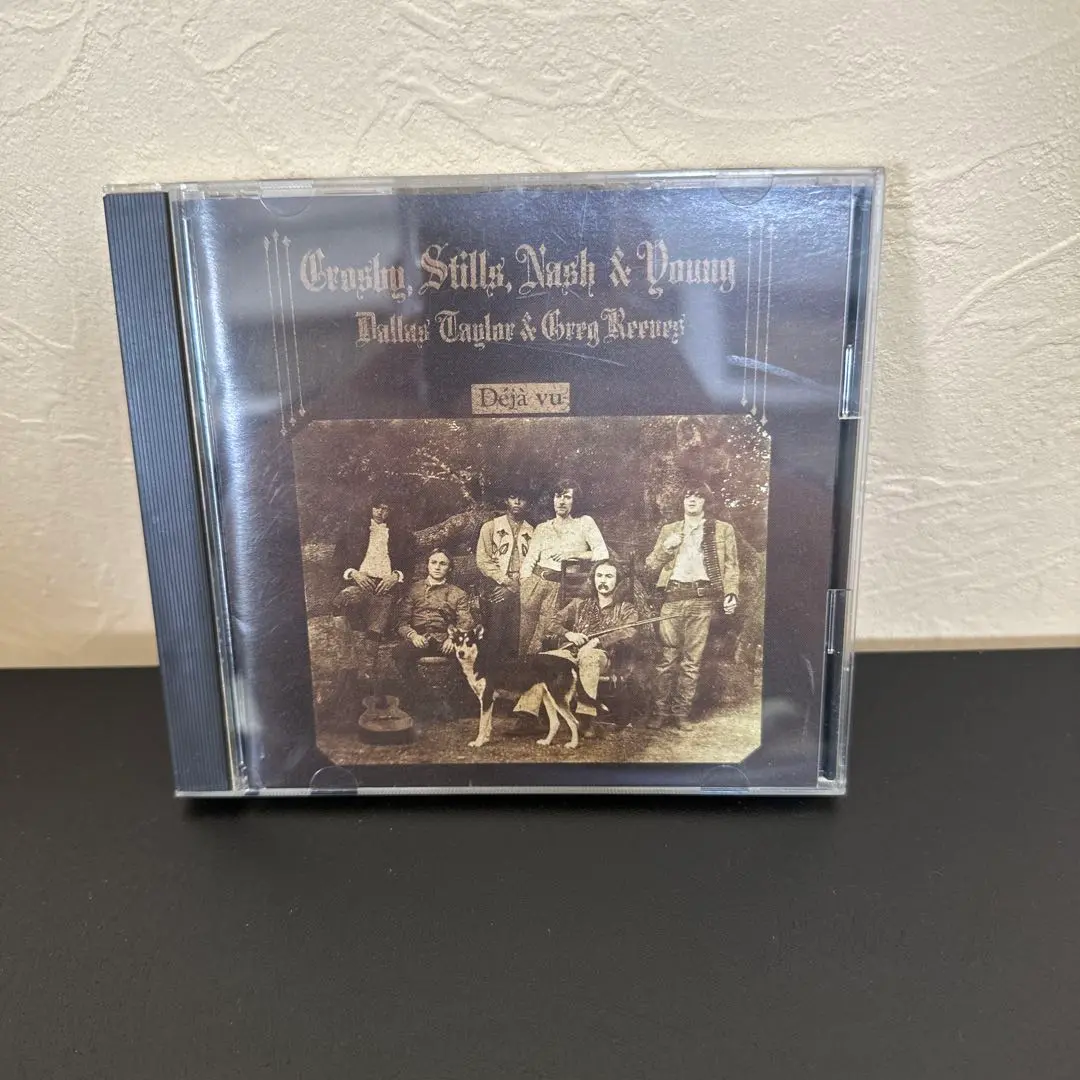 Crosby, Stills, Nash & Young
Dallas Taylor & Greg Reeves
Déjà vu